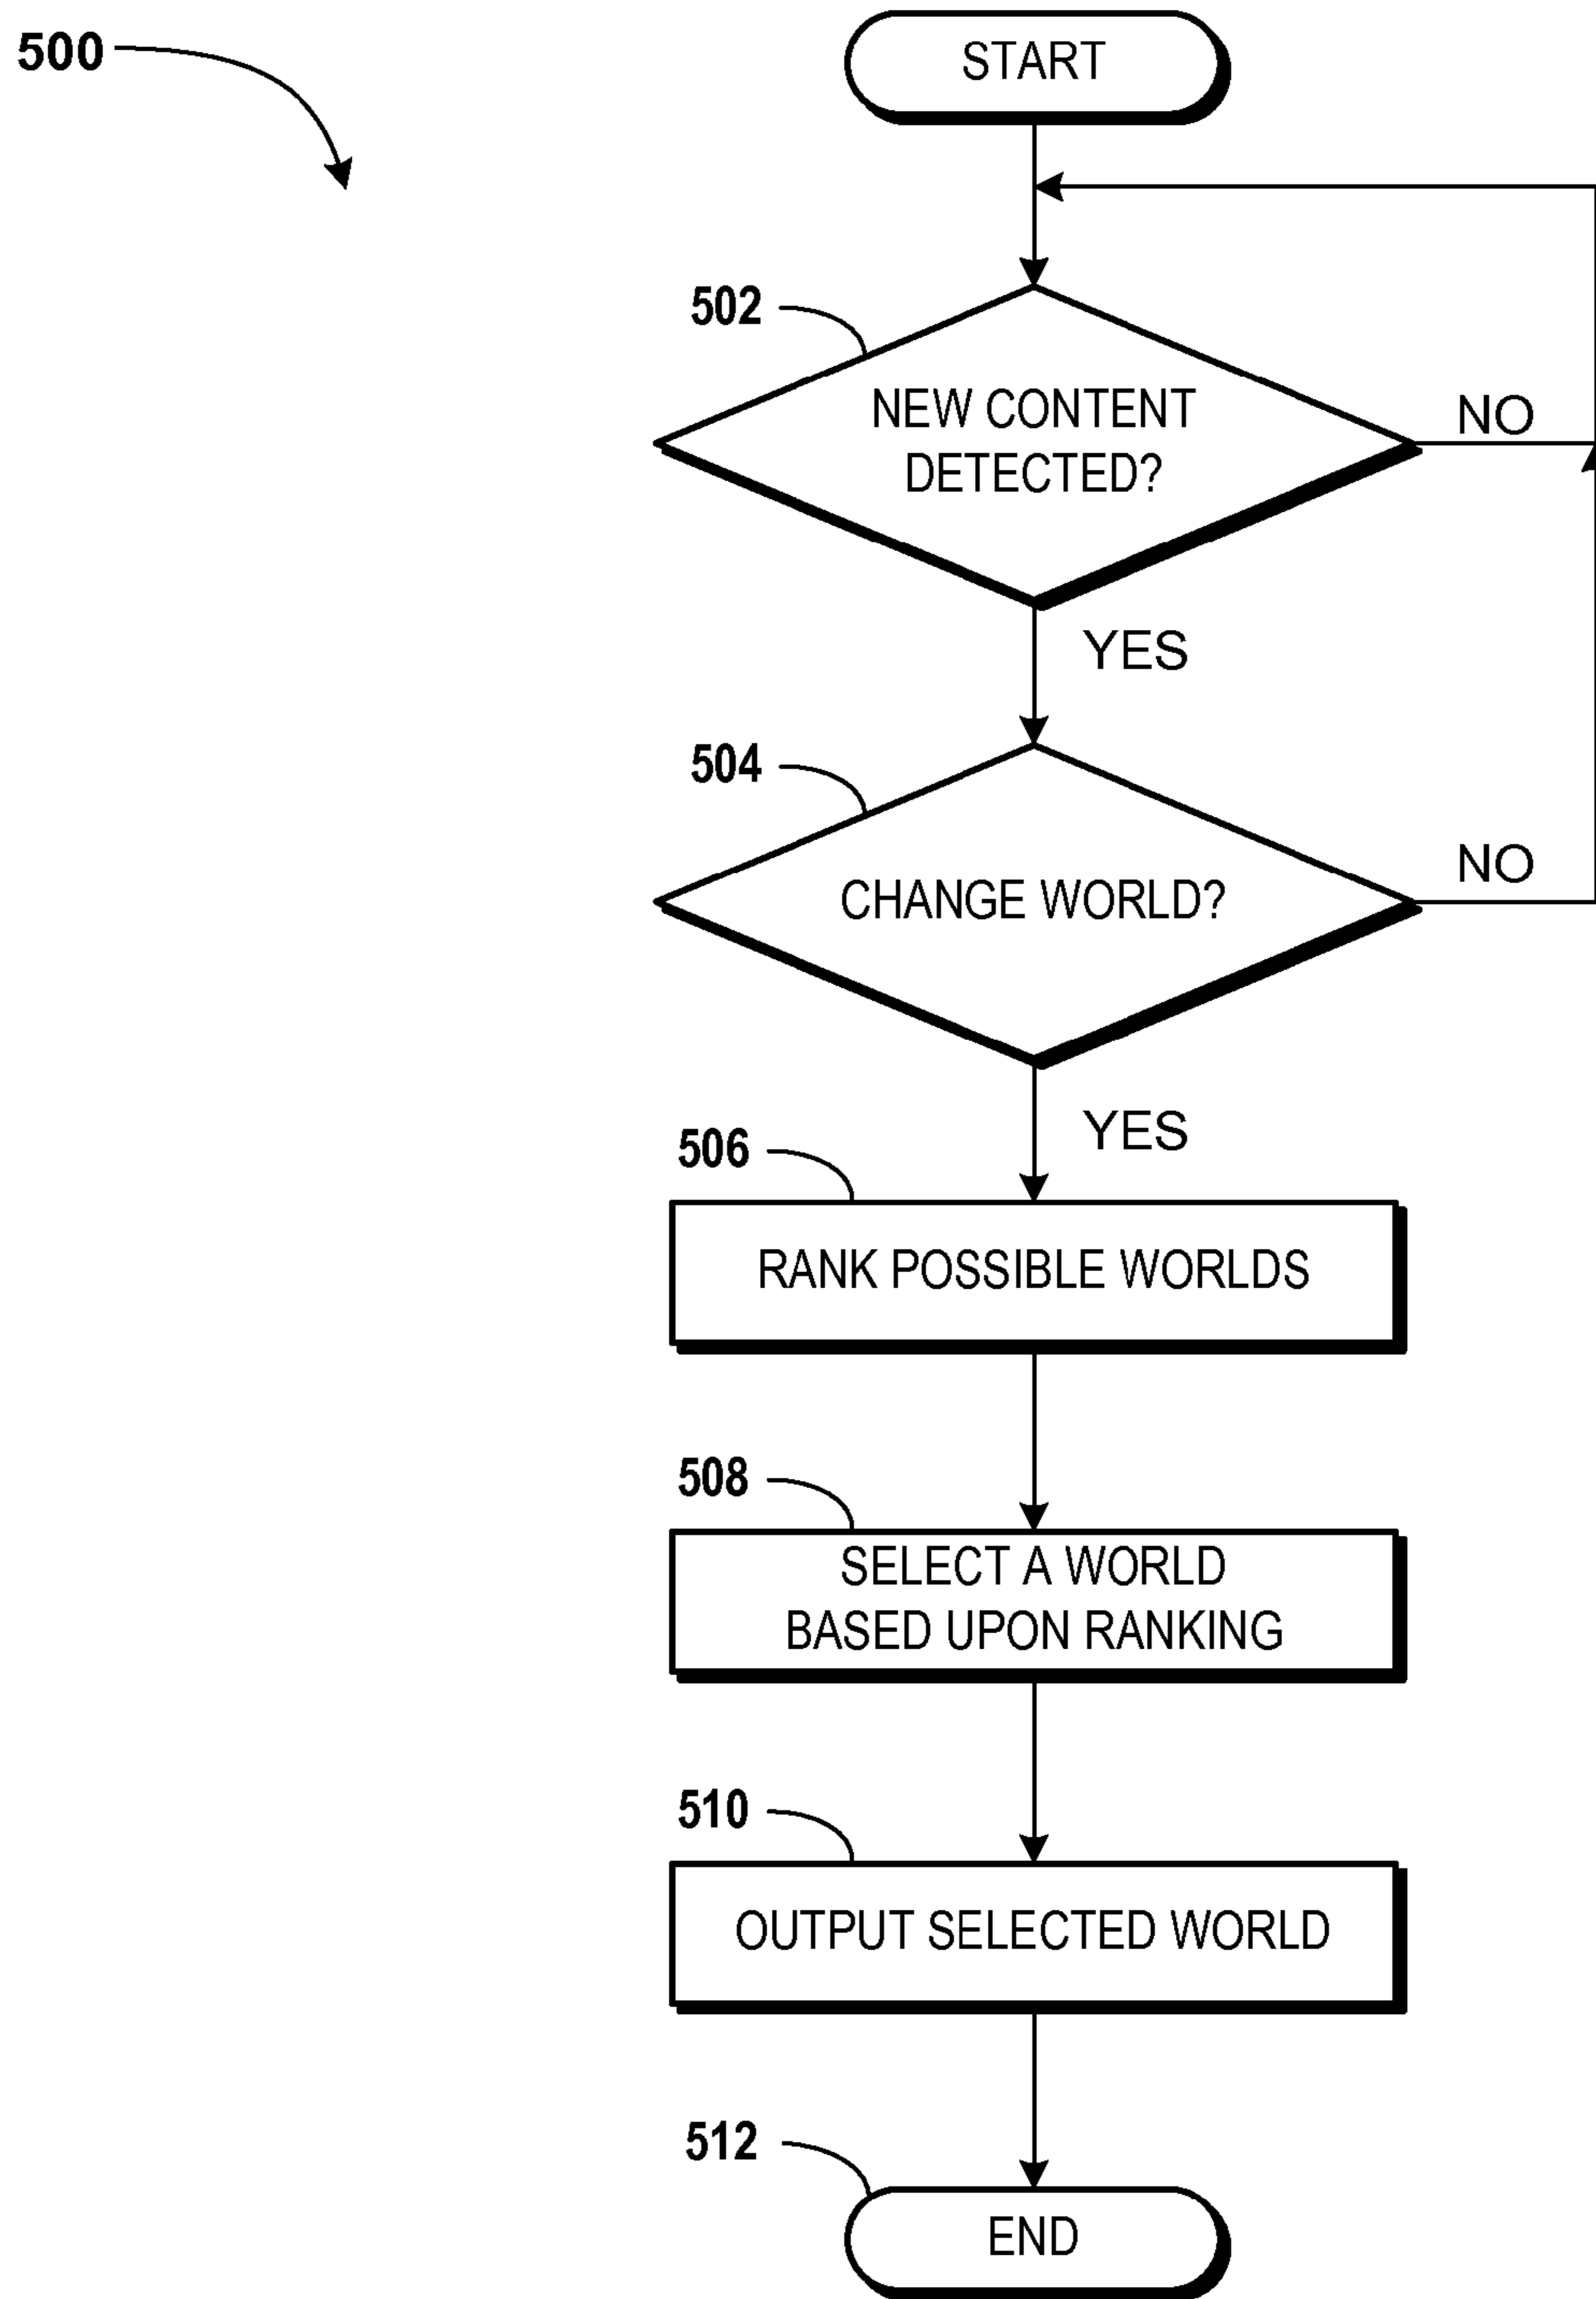 500
START
502
NEW CONTENT
DETECTED?
NO
YES
504
CHANGE WORLD?
NO
YES
506
RANK POSSIBLE WORLDS
508
SELECT A WORLD
BASED UPON RANKING
510
OUTPUT SELECTED WORLD
512
END